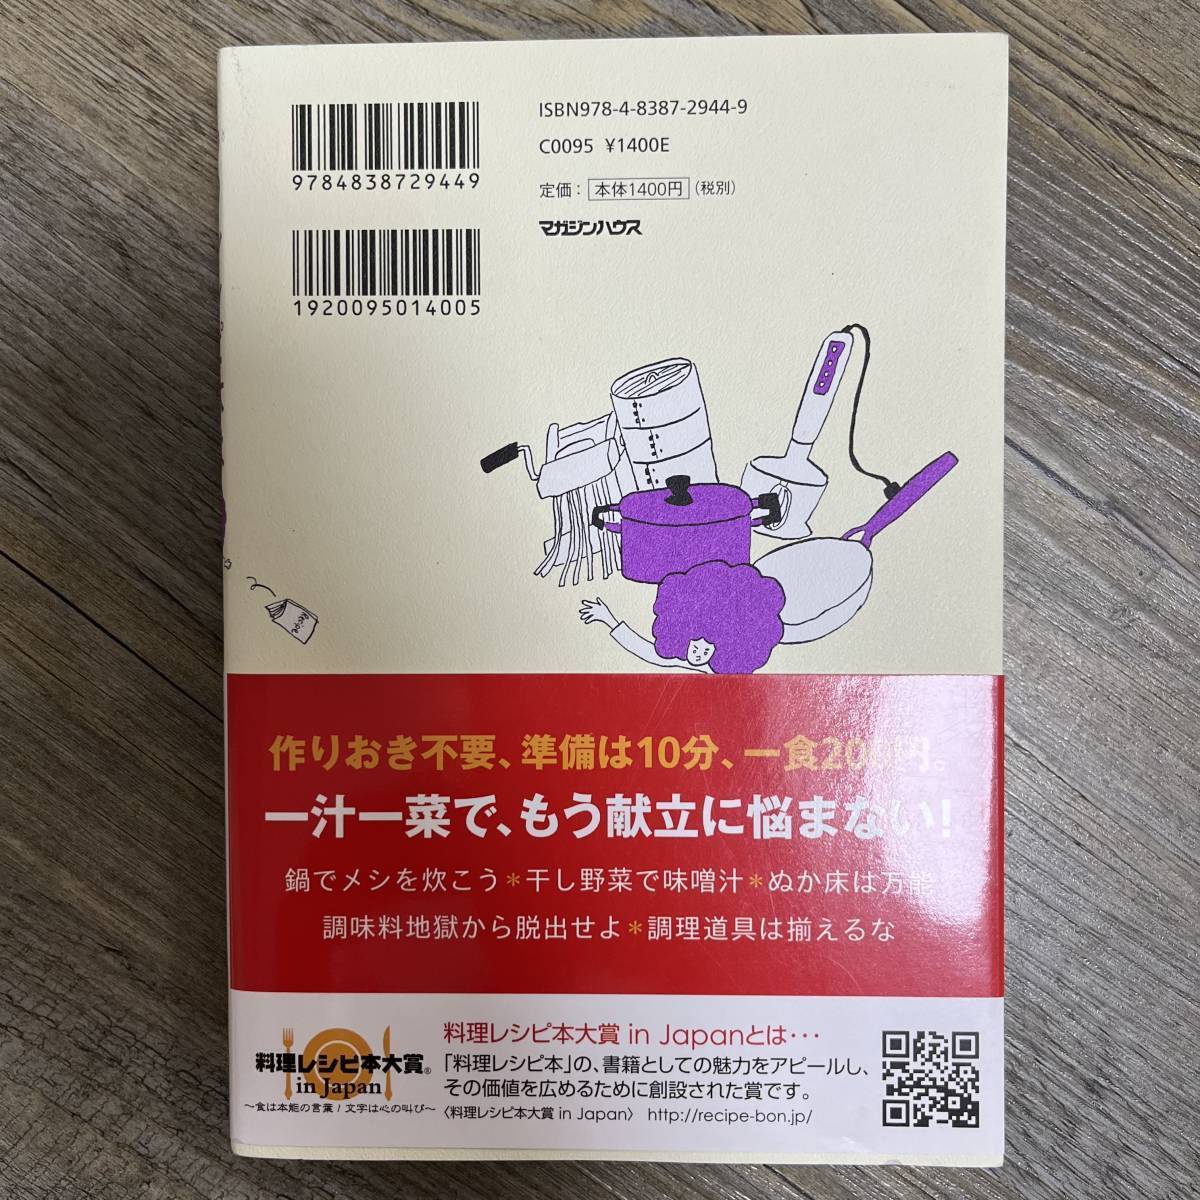 ISBN978-4-8387-2944-9
C0095 ¥1400E
定価：本体1400円（税別）
マガジンハウス
9784838729449
1920095014005
Recipe
作りおき不要、準備は10分、一食200円。
一汁一菜で、もう献立に悩まない！
鍋でメシを炊こう＊干し野菜で味噌汁＊ぬか床は万能
調味料地獄から脱出せよ＊調理道具は揃えるな
料理レシピ本大賞®
in Japan
～食は本能の言葉／文字は心の叫び～
料理レシピ本大賞 in Japanとは・・・
「料理レシピ本」の、書籍としての魅力をアピールし、
その価値を広めるために創設された賞です。
〈料理レシピ本大賞 in Japan〉 http://recipe-bon.jp/